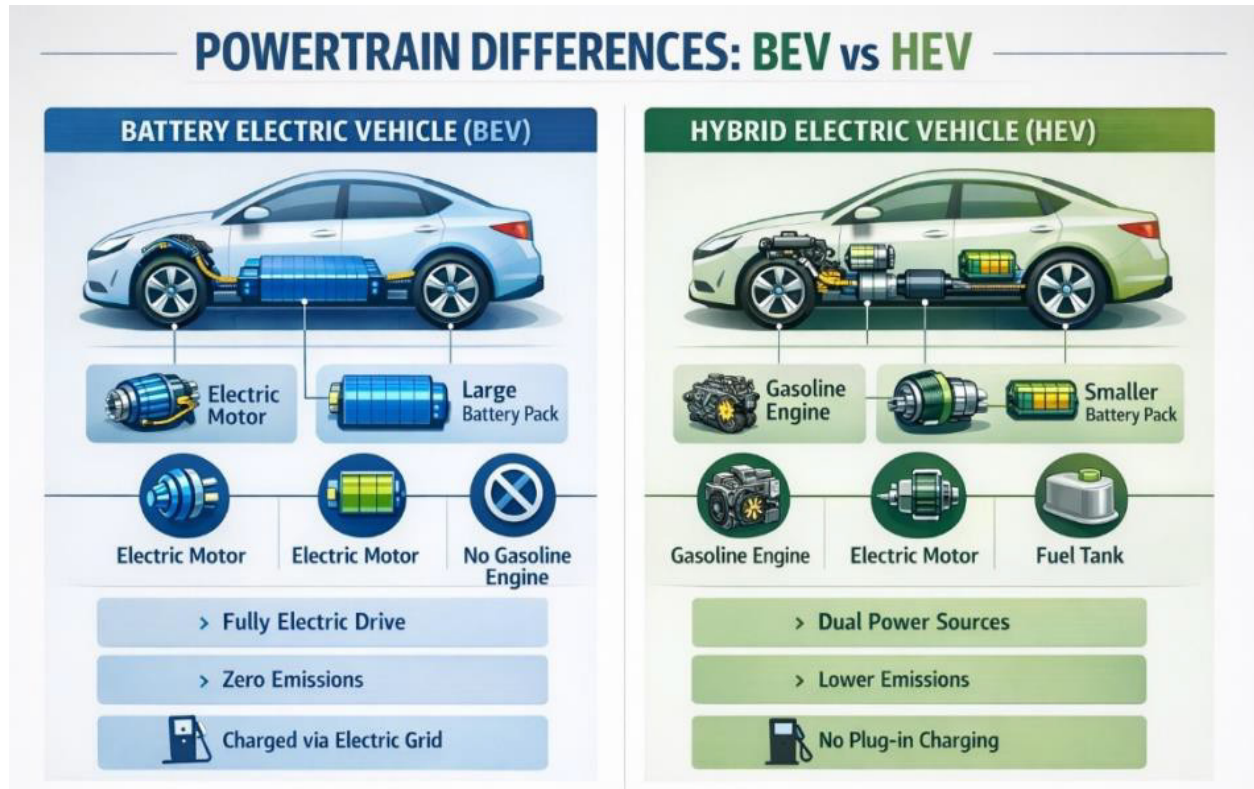 POWERTRAIN DIFFERENCES: BEV vs HEV
BATTERY ELECTRIC VEHICLE (BEV)
Electric
Motor
Large
Battery Pack
Electric Motor
Electric Motor
No Gasoline
Engine
> Fully Electric Drive
> Zero Emissions
Charged via Electric Grid
HYBRID ELECTRIC VEHICLE (HEV)
Gasoline
Engine
Smaller
Battery Pack
Gasoline Engine
Electric Motor
Fuel Tank
> Dual Power Sources
> Lower Emissions
No Plug-in Charging